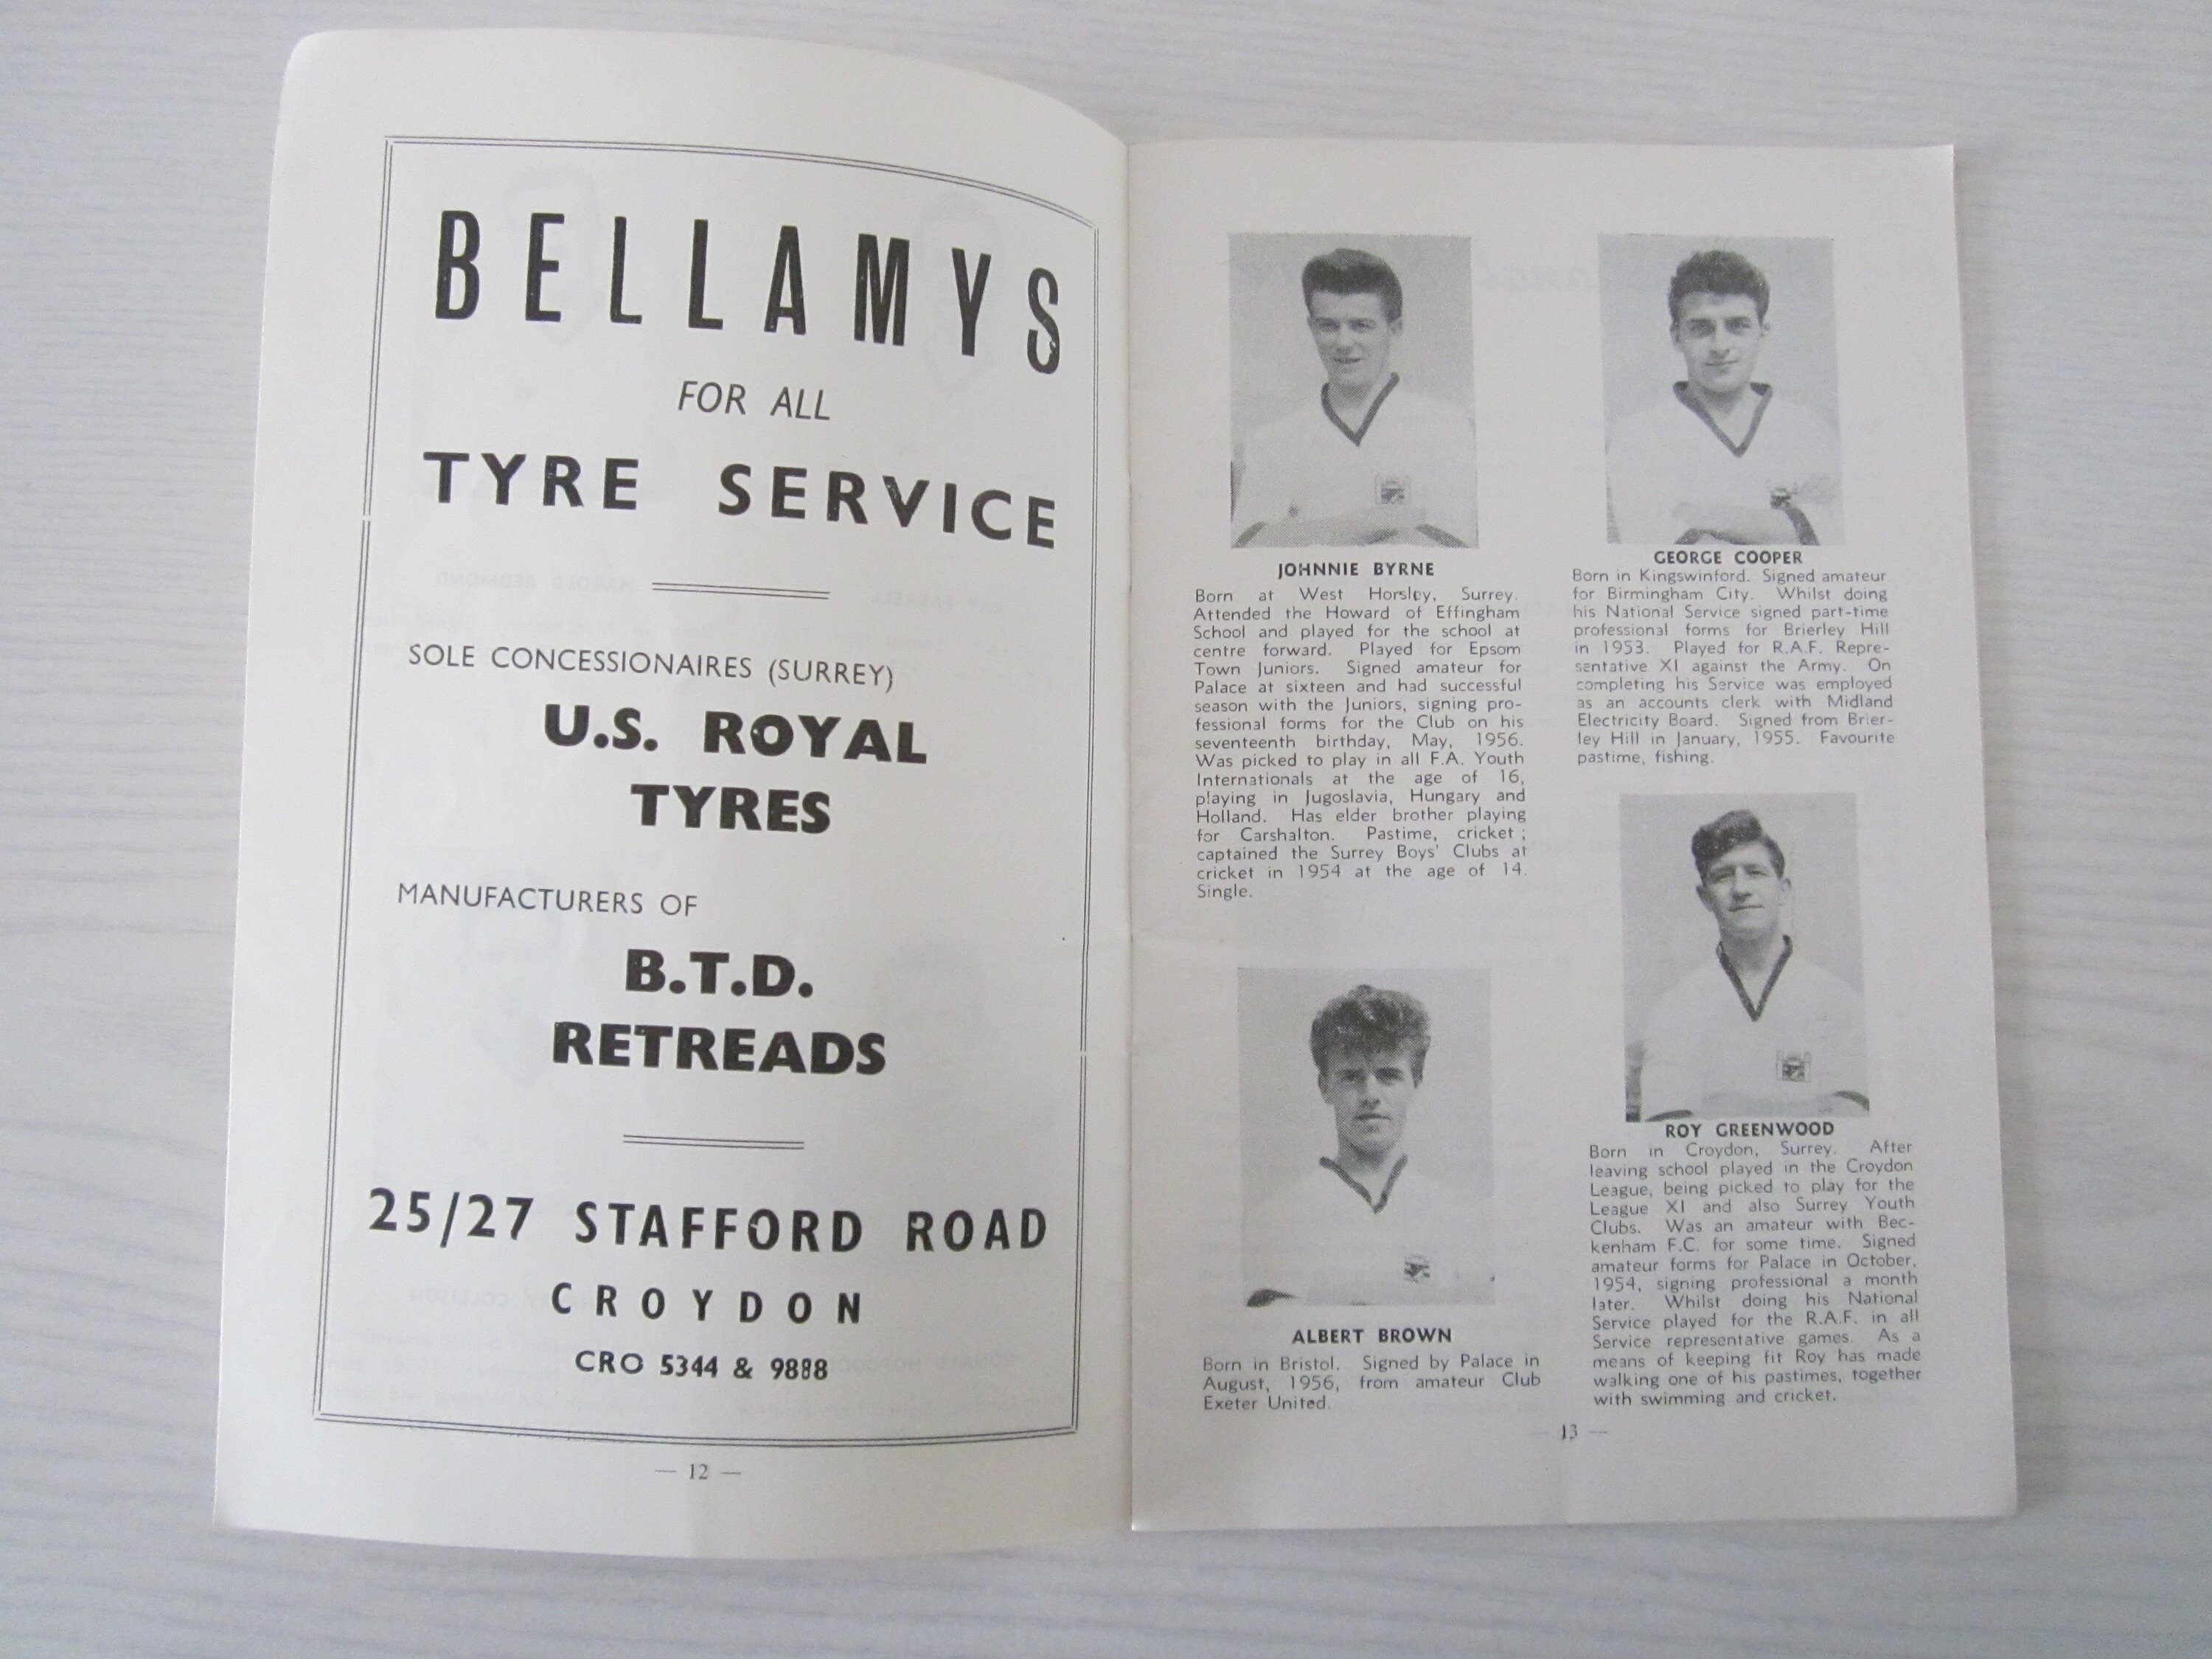 BELLAMYS
FOR ALL
TYRE SERVICE
SOLE CONCESSIONAIRES (SURREY)
U.S. ROYAL
TYRES
MANUFACTURERS OF
B.T.D.
RETREADS
25/27 STAFFORD ROAD
CROYDON
CRO 5344 & 9888
— 12 —
JOHNNIE BYRNE
Born at West Horsley, Surrey.
Attended the Howard of Effingham
School and played for the school at
centre forward. Played for Epsom
Town Juniors. Signed amateur for
Palace at sixteen and had successful
season with the Juniors, signing pro-
fessional forms for the Club on his
seventeenth birthday, May, 1956.
Was picked to play in all F.A. Youth
Internationals at the age of 16,
playing in Jugoslavia, Hungary and
Holland. Has elder brother playing
for Carshalton. Pastime, cricket ;
captained the Surrey Boys' Clubs at
cricket in 1954 at the age of 14.
Single.
ALBERT BROWN
Born in Bristol. Signed by Palace in
August, 1956, from amateur Club
Exeter United.
GEORGE COOPER
Born in Kingswinford. Signed amateur
for Birmingham City. Whilst doing
his National Service signed part-time
professional forms for Brierley Hill
in 1953. Played for R.A.F. Repre-
sentative XI against the Army. On
completing his Service was employed
as an accounts clerk with Midland
Electricity Board. Signed from Brier-
ley Hill in January, 1955. Favourite
pastime, fishing.
ROY GREENWOOD
Born in Croydon, Surrey. After
leaving school played in the Croydon
League, being picked to play for the
League XI and also Surrey Youth
Clubs. Was an amateur with Bec-
kenham F.C. for some time. Signed
amateur forms for Palace in October,
1954, signing professional a month
later. Whilst doing his National
Service played for the R.A.F. in all
Service representative games. As a
means of keeping fit Roy has made
walking one of his pastimes, together
with swimming and cricket.
— 13 —